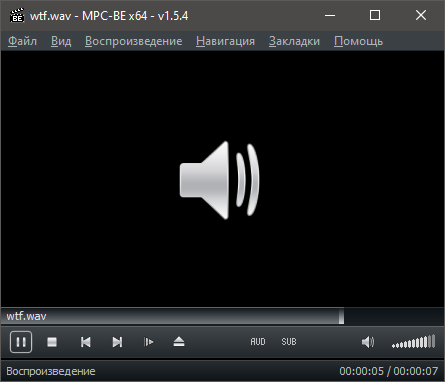 BE wtf.wav - MPC-BE x64 - v1.5.4
Файл Вид Воспроизведение Навигация Закладки Помощь
wtf.wav
AUD SUB
Воспроизведение 00:00:05 / 00:00:07